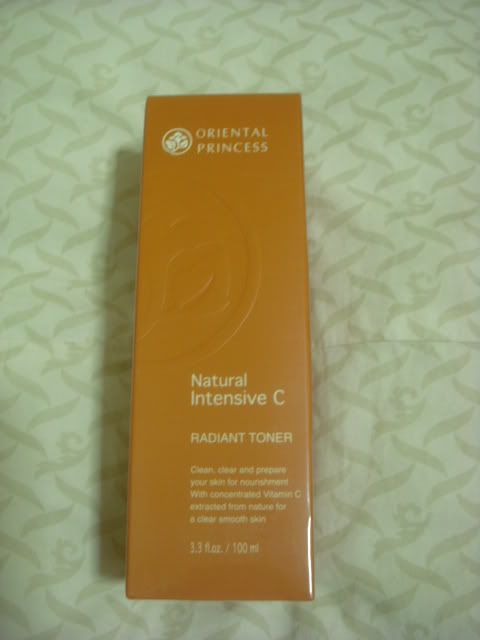 ORIENTAL
PRINCESS
Natural
Intensive C
RADIANT TONER
Clean, clear and prepare
your skin for nourishment
With concentrated Vitamin C
extracted from nature for
a clear smooth skin
3.3 fl.oz. / 100 ml